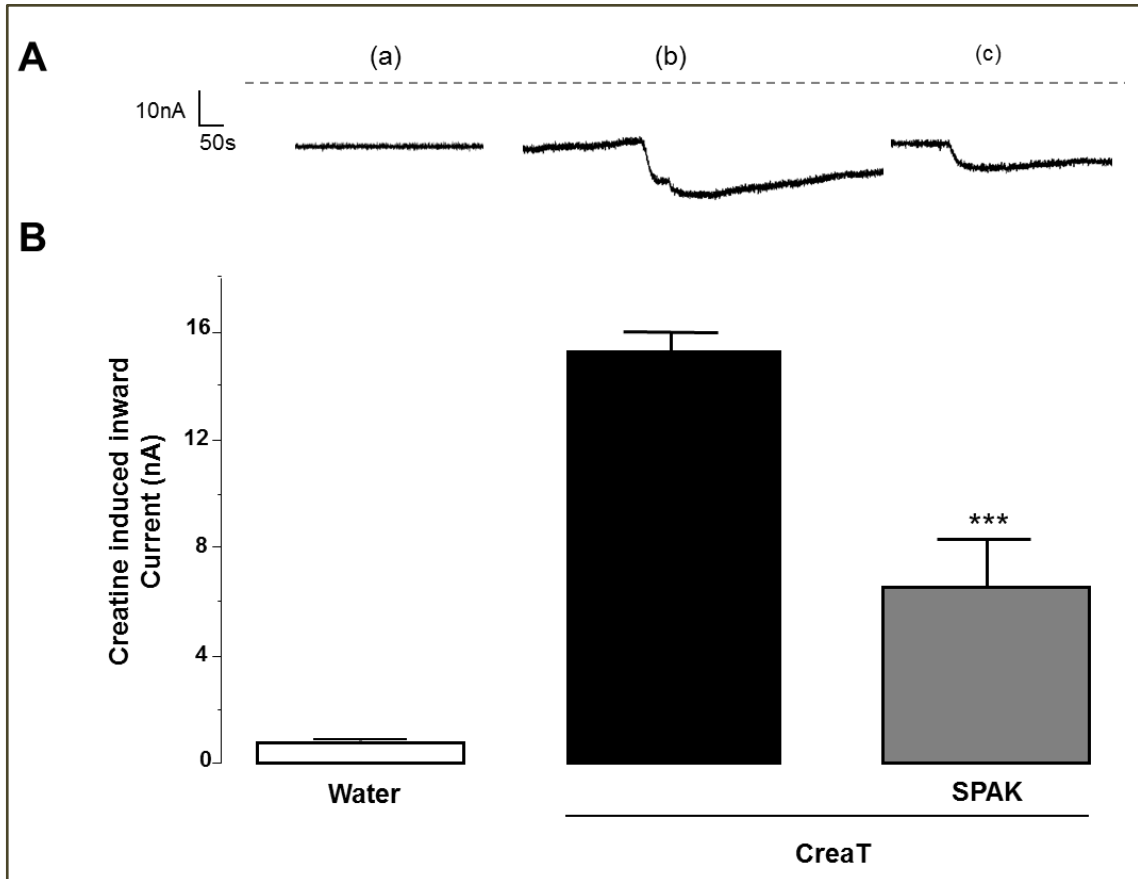 A
(a) (b) (c)
10nA
50s
B
Creatine induced inward
Current (nA)
16
12
8
4
0
***
Water
SPAK
CreaT